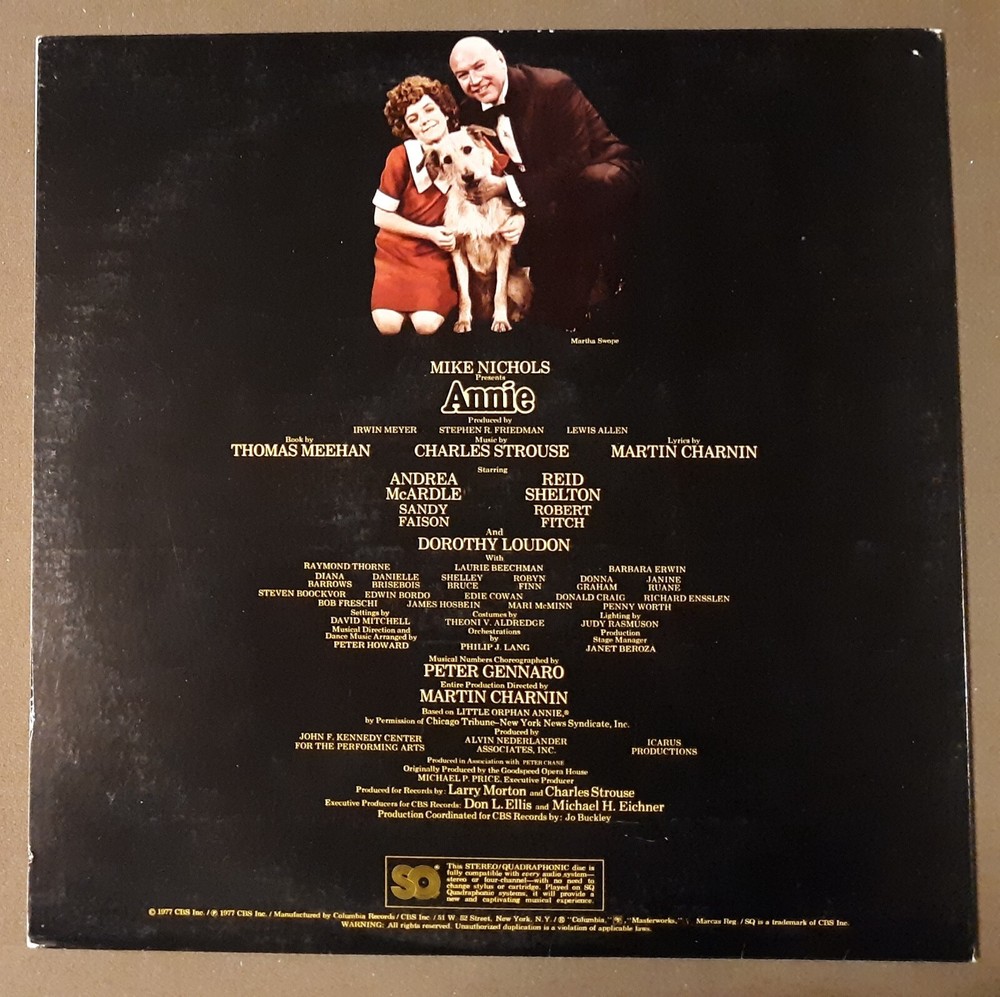 Martha Swope
MIKE NICHOLS
Presents
Annie
Produced by
IRWIN MEYER STEPHEN R. FRIEDMAN LEWIS ALLEN
Book by Music by Lyrics by
THOMAS MEEHAN CHARLES STROUSE MARTIN CHARNIN
Starring
ANDREA McARDLE REID SHELTON
SANDY FAISON ROBERT FITCH
And
DOROTHY LOUDON
With
RAYMOND THORNE LAURIE BEECHMAN BARBARA ERWIN
DIANA BARROWS DANIELLE BRISEBOIS SHELLEY BRUCE ROBYN FINN DONNA GRAHAM JANINE RUANE
STEVEN BOOCKVOR EDWIN BORDO EDIE COWAN DONALD CRAIG RICHARD ENSSLEN
BOB FRESCHI JAMES HOSBEIN MARI McMINN PENNY WORTH
Settings by Costumes by Lighting by
DAVID MITCHELL THEONI V. ALDREDGE JUDY RASMUSON
Musical Direction and Dance Music Arranged by Orchestrations by Production Stage Manager
PETER HOWARD PHILIP J. LANG JANET BEROZA
Musical Numbers Choreographed by
PETER GENNARO
Entire Production Directed by
MARTIN CHARNIN
Based on LITTLE ORPHAN ANNIE,®
by Permission of Chicago Tribune–New York News Syndicate, Inc.
Produced by
JOHN F. KENNEDY CENTER FOR THE PERFORMING ARTS ALVIN NEDERLANDER ASSOCIATES, INC. ICARUS PRODUCTIONS
Produced in Association with PETER CRANE
Originally Produced by the Goodspeed Opera House
MICHAEL P. PRICE, Executive Producer
Produced for Records by: Larry Morton and Charles Strouse
Executive Producers for CBS Records: Don L. Ellis and Michael H. Eichner
Production Coordinated for CBS Records by: Jo Buckley
SQ®
This STEREO/QUADRAPHONIC disc is
fully compatible with every audio system—
stereo or four-channel—with no need to
change stylus or cartridge. Played on SQ
Quadraphonic systems, it will provide a
new and captivating musical experience.
© 1977 CBS Inc. / ℗ 1977 CBS Inc. / Manufactured by Columbia Records / CBS Inc. / 51 W. 52 Street, New York, N.Y. / ® "Columbia," "Masterworks," Marcas Reg. / SQ is a trademark of CBS Inc.
WARNING: All rights reserved. Unauthorized duplication is a violation of applicable laws.